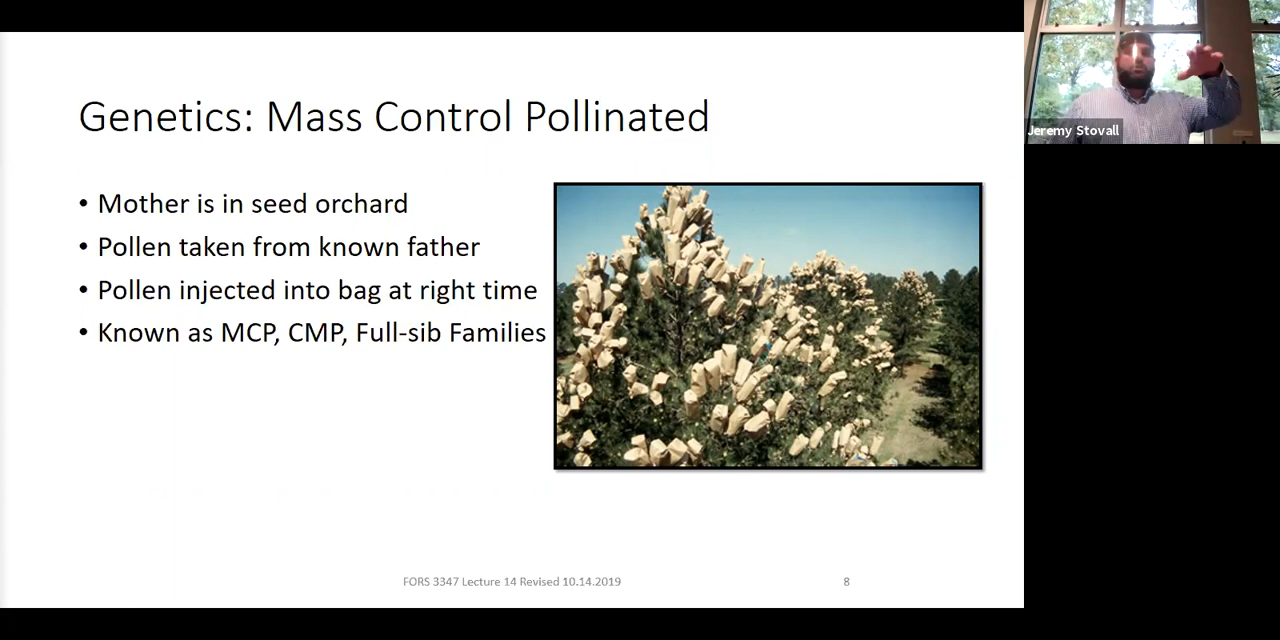 Genetics: Mass Control Pollinated
• Mother is in seed orchard
• Pollen taken from known father
• Pollen injected into bag at right time
• Known as MCP, CMP, Full-sib Families
FORS 3347 Lecture 14 Revised 10.14.2019
8
Jeremy Stovall